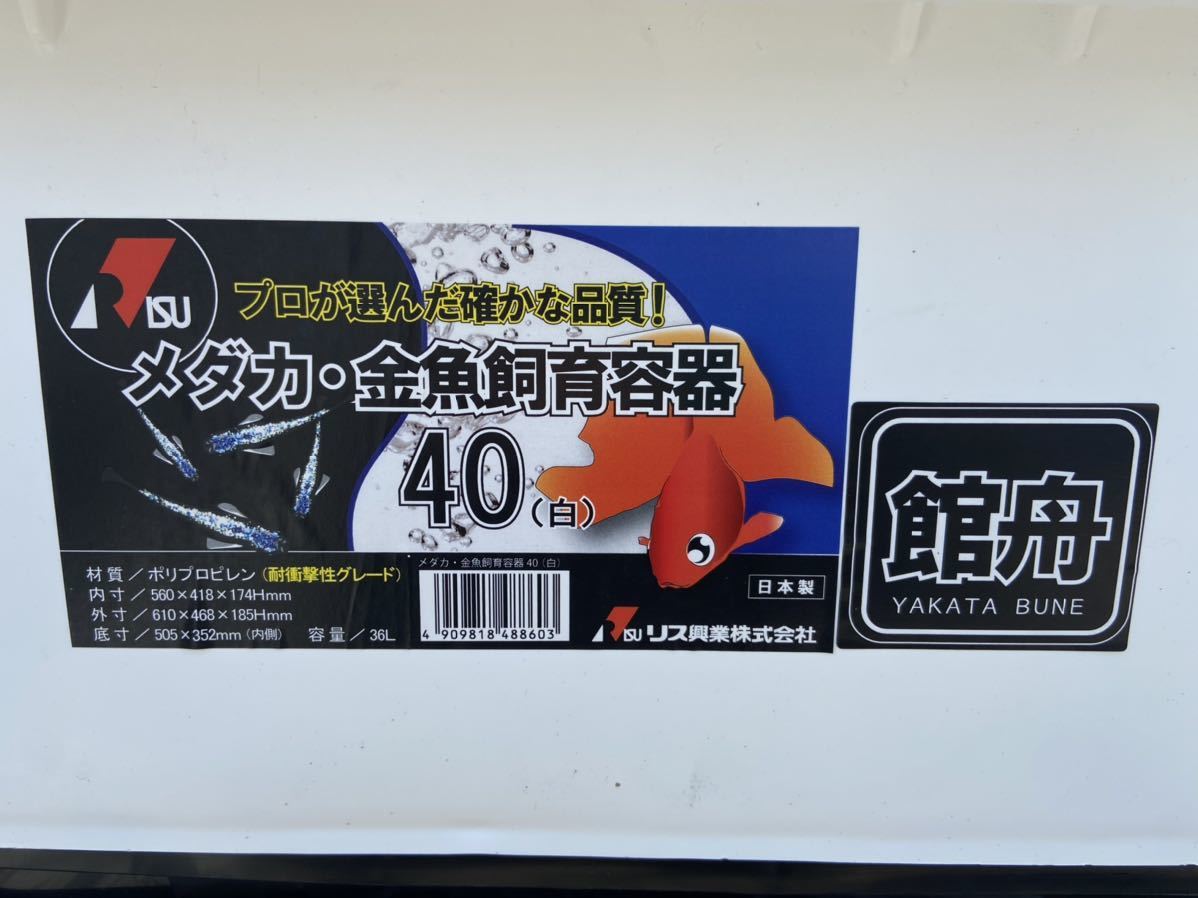 RISU
プロが選んだ確かな品質!
メダカ・金魚飼育容器
40(白)
材質/ポリプロピレン(耐衝撃性グレード)
内寸/560×418×174Hmm
外寸/610×468×185Hmm
底寸/505×352mm(内側) 容量/36L
メダカ・金魚飼育容器40(白)
4 909818 488603
日本製
RISU リス興業株式会社
館舟
YAKATA BUNE